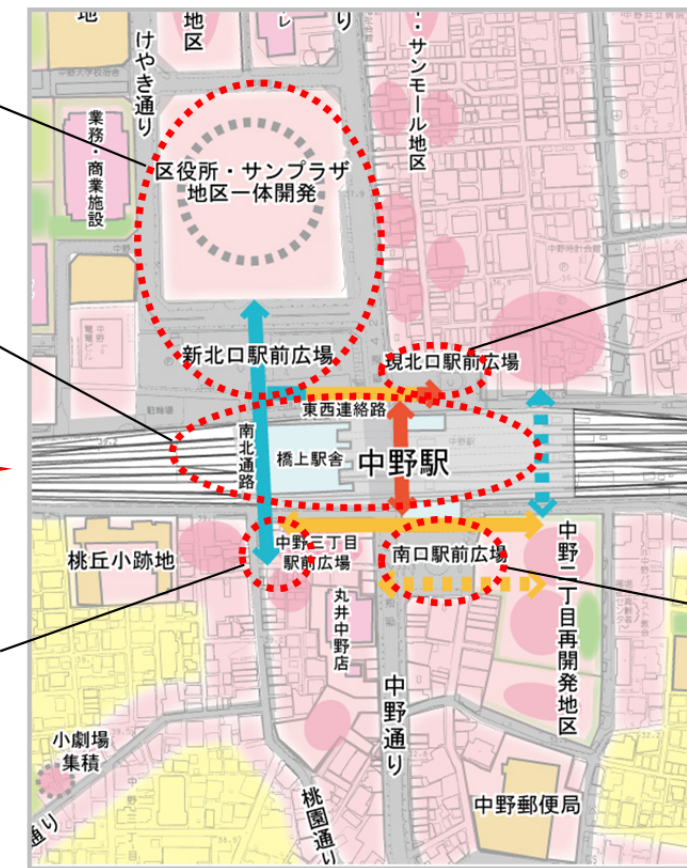 地
けやき通り
地区
り
・サンモール地区
業務・商業施設
区役所・サンプラザ
地区一体開発
新北口駅前広場
現北口駅前広場
東西連絡路
南北通路
橋上駅舎
中野駅
桃丘小跡地
中野三丁目
駅前広場
南口駅前広場
丸井中野店
中野二丁目再開発地区
中野通り
小劇場
集積
通り
桃園通り
中野郵便局